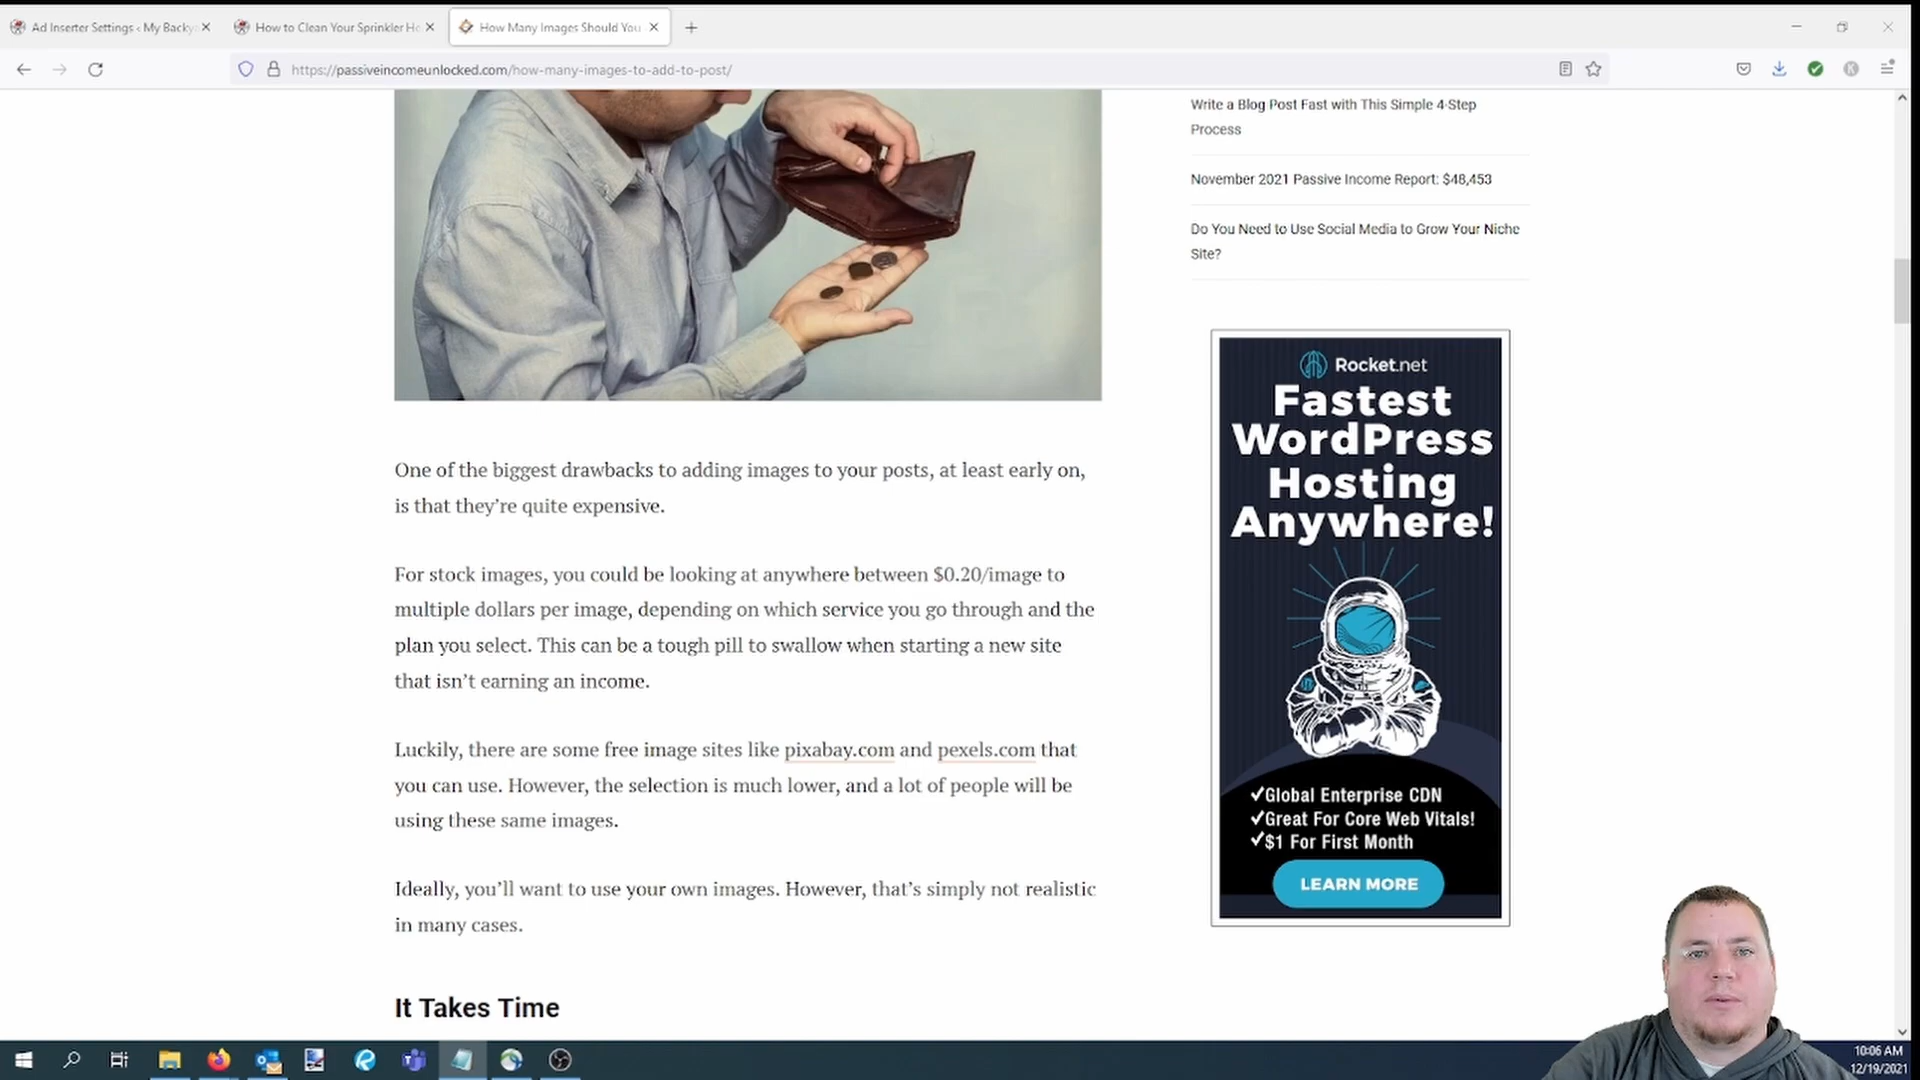 Ad Inserter Settings ‹ My Backy
How to Clean Your Sprinkler He
How Many Images Should You
https://passiveincomeunlocked.com/how-many-images-to-add-to-post/
Write a Blog Post Fast with This Simple 4-Step
Process
November 2021 Passive Income Report: $48,453
Do You Need to Use Social Media to Grow Your Niche
Site?
One of the biggest drawbacks to adding images to your posts, at least early on,
is that they’re quite expensive.
For stock images, you could be looking at anywhere between $0.20/image to
multiple dollars per image, depending on which service you go through and the
plan you select. This can be a tough pill to swallow when starting a new site
that isn’t earning an income.
Luckily, there are some free image sites like pixabay.com and pexels.com that
you can use. However, the selection is much lower, and a lot of people will be
using these same images.
Ideally, you’ll want to use your own images. However, that’s simply not realistic
in many cases.
It Takes Time
Rocket.net
Fastest
WordPress
Hosting
Anywhere!
✓Global Enterprise CDN
✓Great For Core Web Vitals!
✓$1 For First Month
LEARN MORE
10:06 AM
12/19/2021